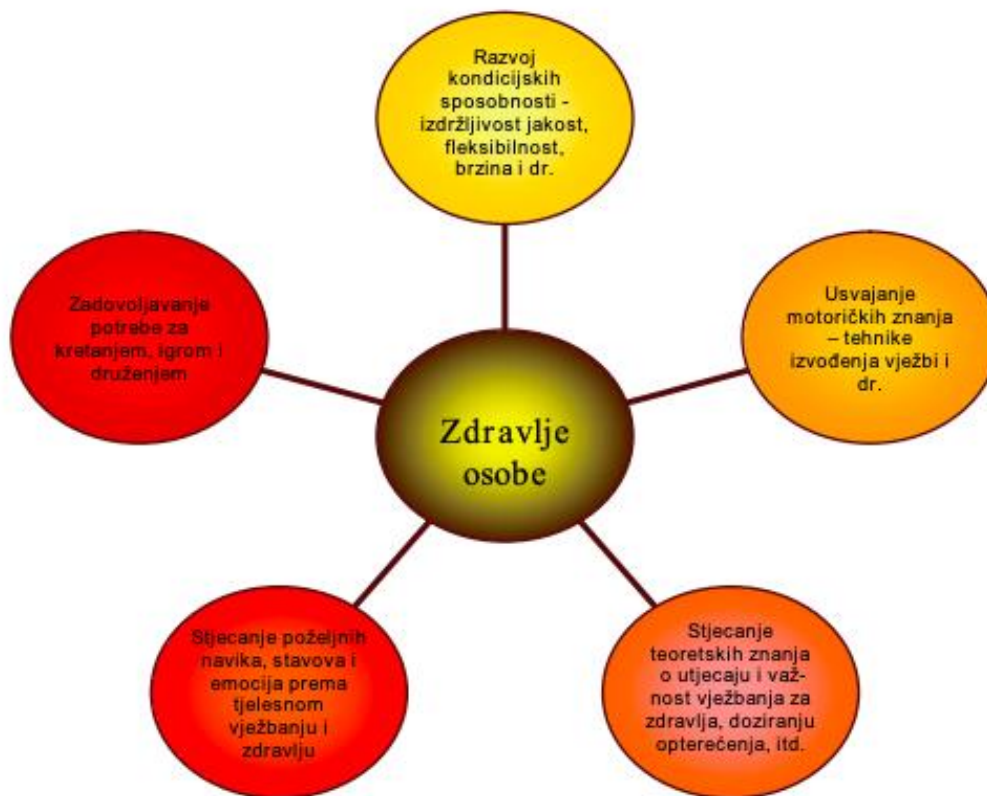 Razvoj
kondicijskih
sposobnosti -
izdržljivost jakost,
fleksibilnost,
brzina i dr.
Zadovoljavanje
potrebe za
kretanjem, igrom i
druženjem
Usvajanje
motoričkih znanja
– tehnike
izvođenja vježbi i
dr.
Zdravlje
osobe
Stjecanje poželjnih
navika, stavova i
emocija prema
tjelesnom
vježbanju i
zdravlju
Stjecanje
teoretskih znanja
o utjecaju i važ-
nost vježbanja za
zdravlja, doziranju
opterećenja, itd.